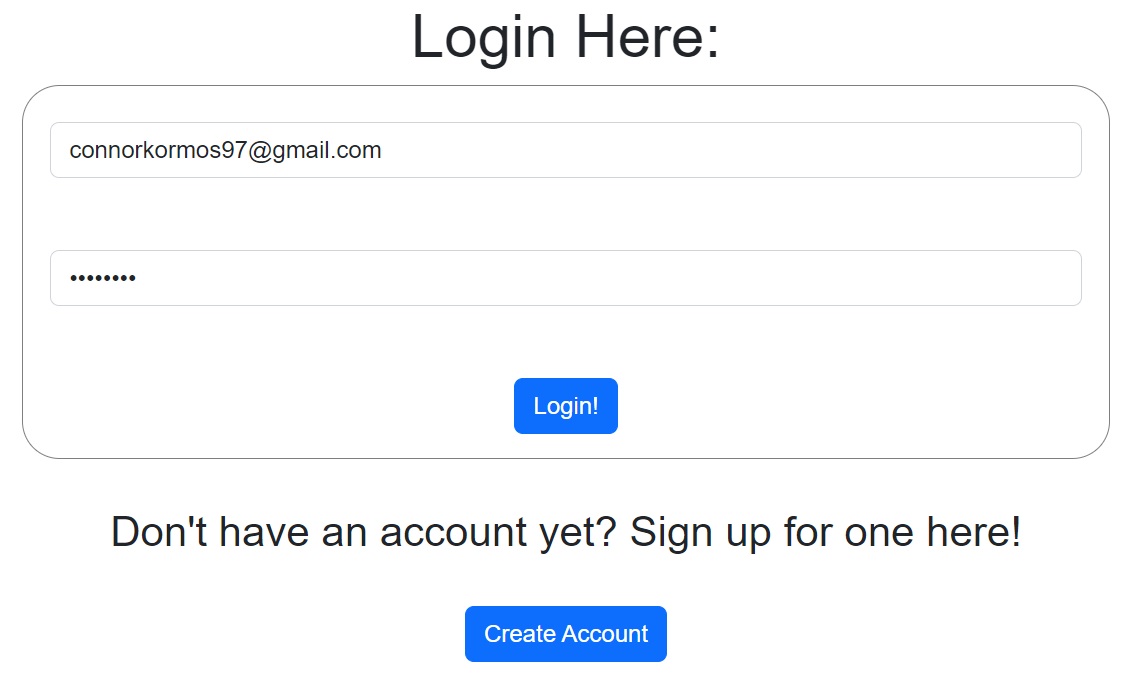 Login Here:
connorkormos97@gmail.com
••••••••
Login!
Don't have an account yet? Sign up for one here!
Create Account